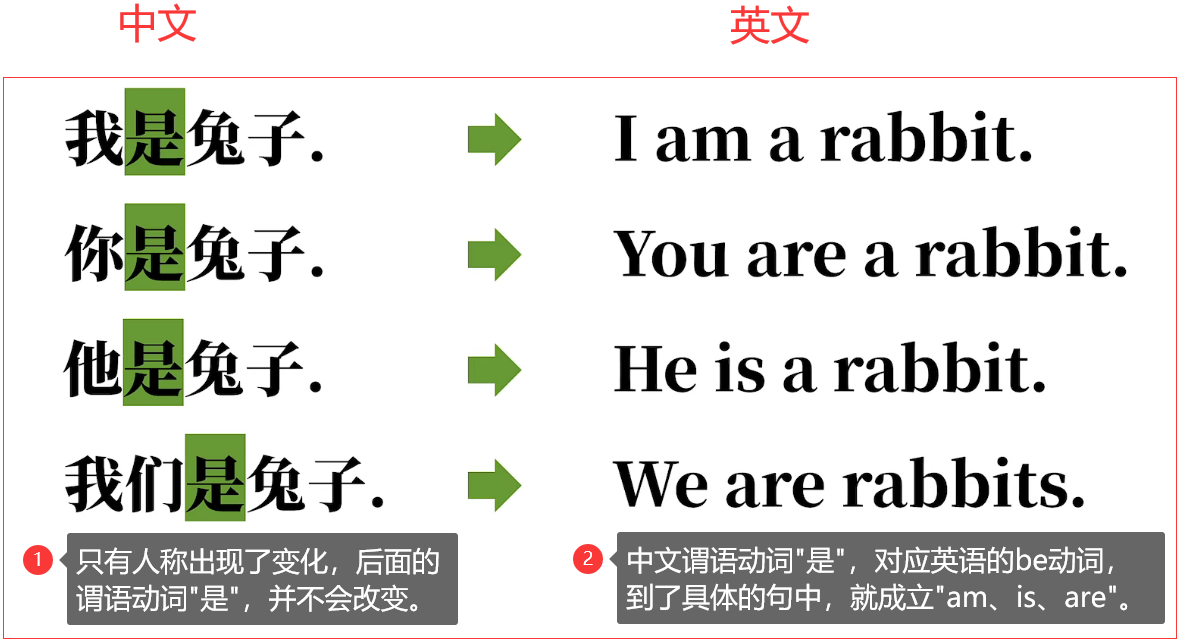 中文
英文
我是兔子.
I am a rabbit.
你是兔子.
You are a rabbit.
他是兔子.
He is a rabbit.
我们是兔子.
We are rabbits.
1
只有人称出现了变化，后面的
谓语动词"是"，并不会改变。
2
中文谓语动词"是"，对应英语的be动词，
到了具体的句中，就成立"am、is、are"。